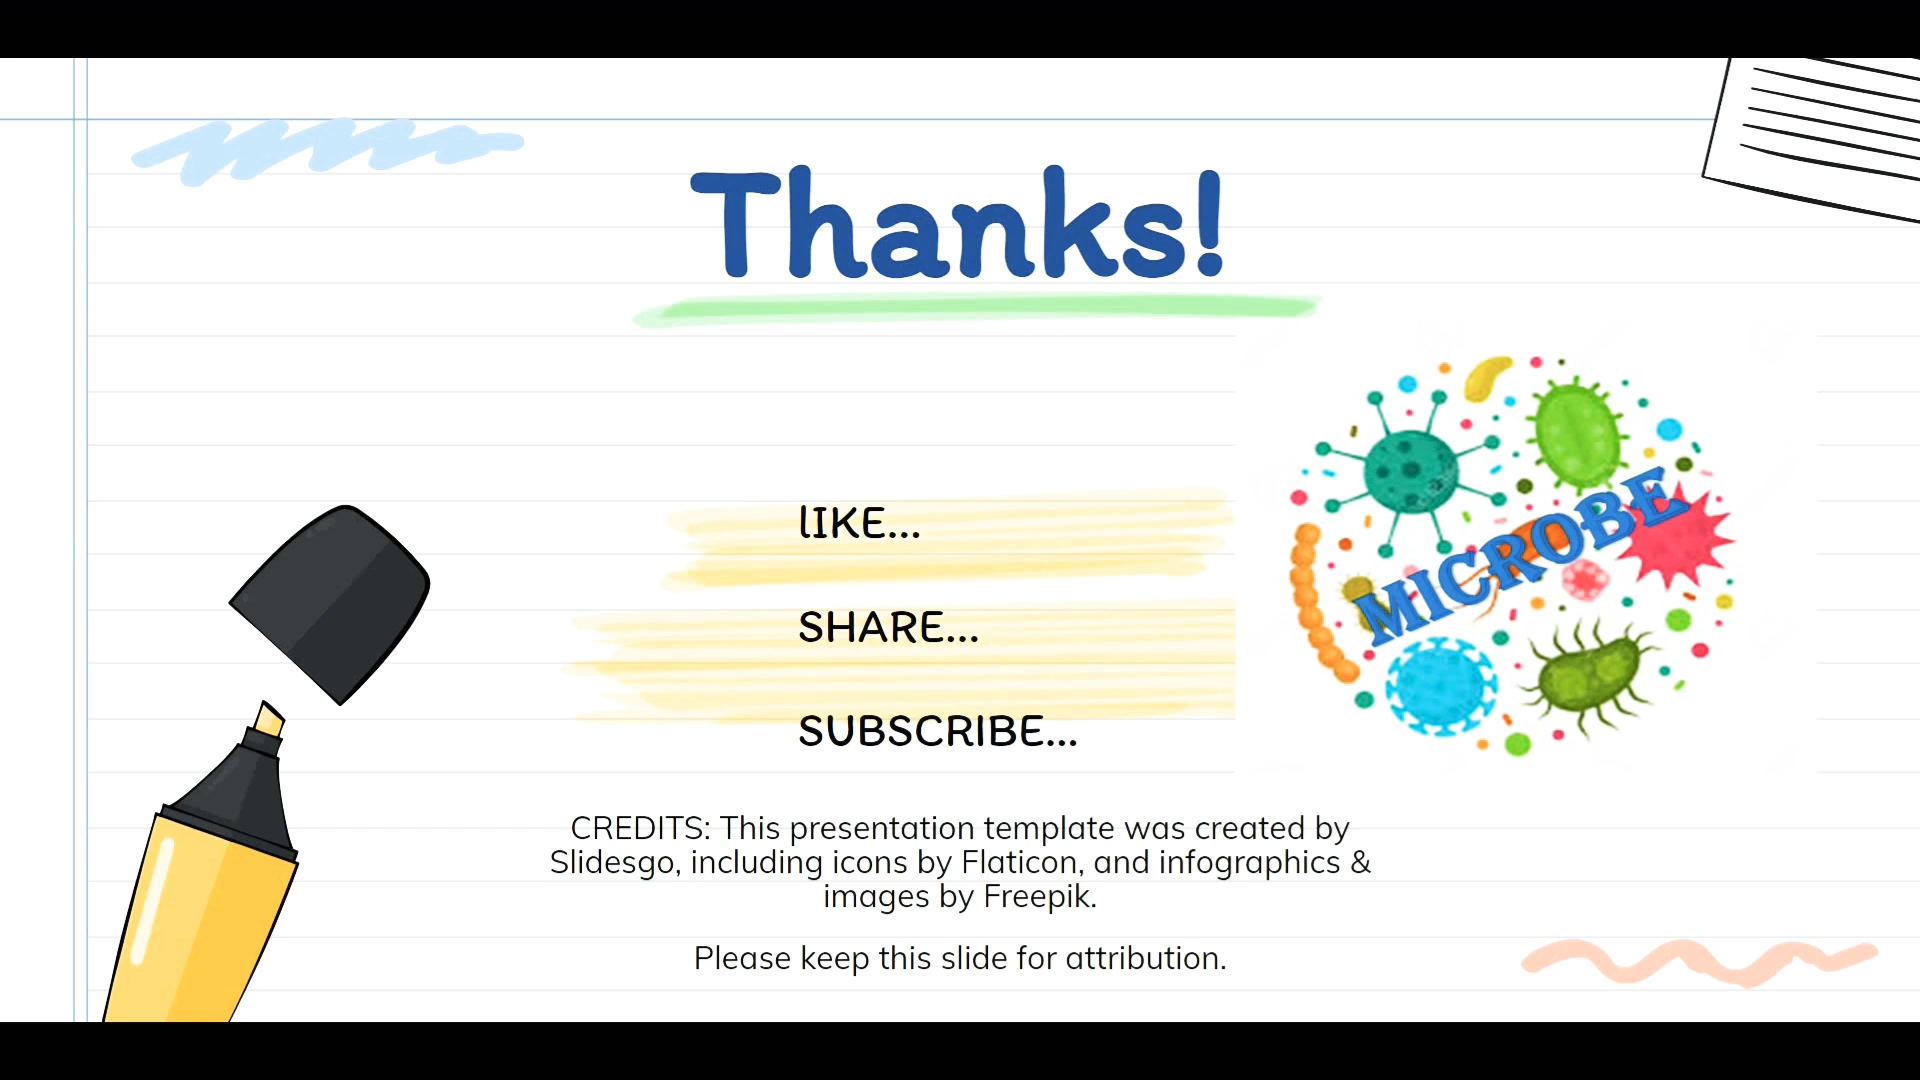 Thanks!
lIKE...
SHARE...
SUBSCRIBE...
MICROBE
CREDITS: This presentation template was created by
Slidesgo, including icons by Flaticon, and infographics &
images by Freepik.
Please keep this slide for attribution.